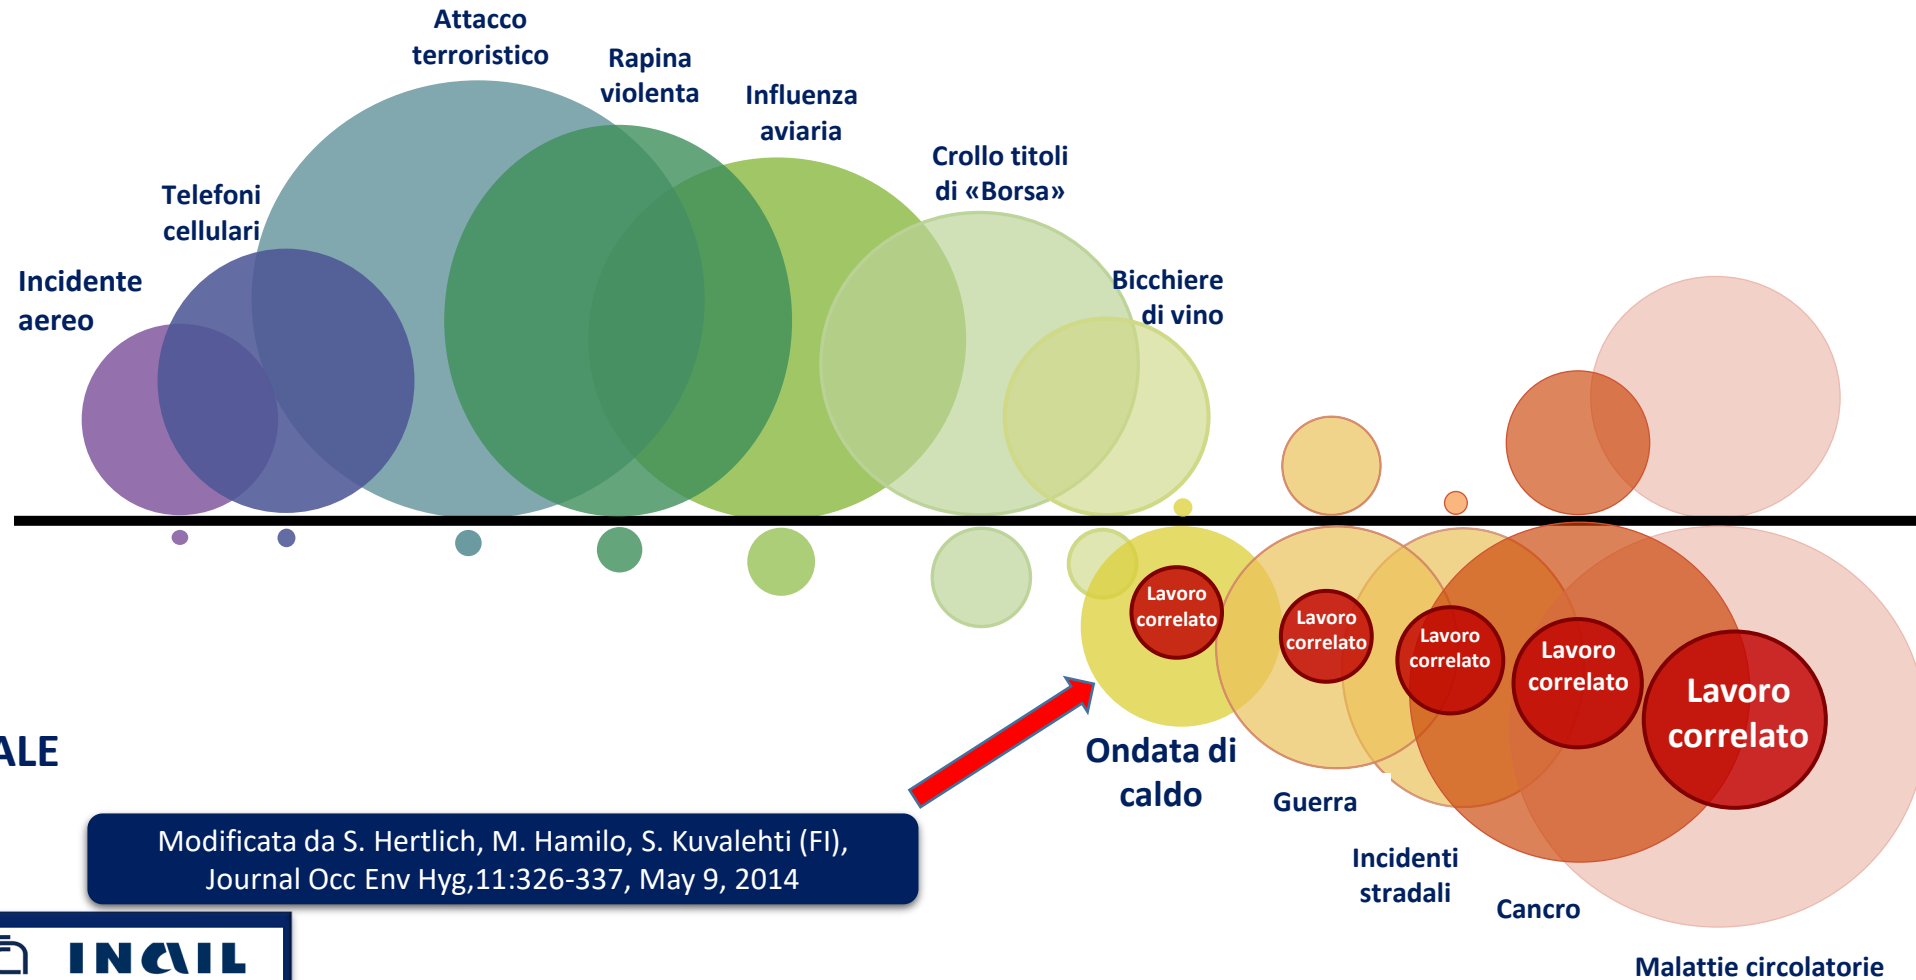 Attacco
terroristico
Rapina
violenta
Influenza
aviaria
Crollo titoli
di «Borsa»
Telefoni
cellulari
Incidente
aereo
Bicchiere
di vino
Lavoro
correlato
Lavoro
correlato
Lavoro
correlato
Lavoro
correlato
Lavoro
correlato
ALE
Ondata di
caldo
Guerra
Incidenti
stradali
Cancro
Malattie circolatorie
Modificata da S. Hertlich, M. Hamilo, S. Kuvalehti (FI),
Journal Occ Env Hyg,11:326-337, May 9, 2014
INAIL